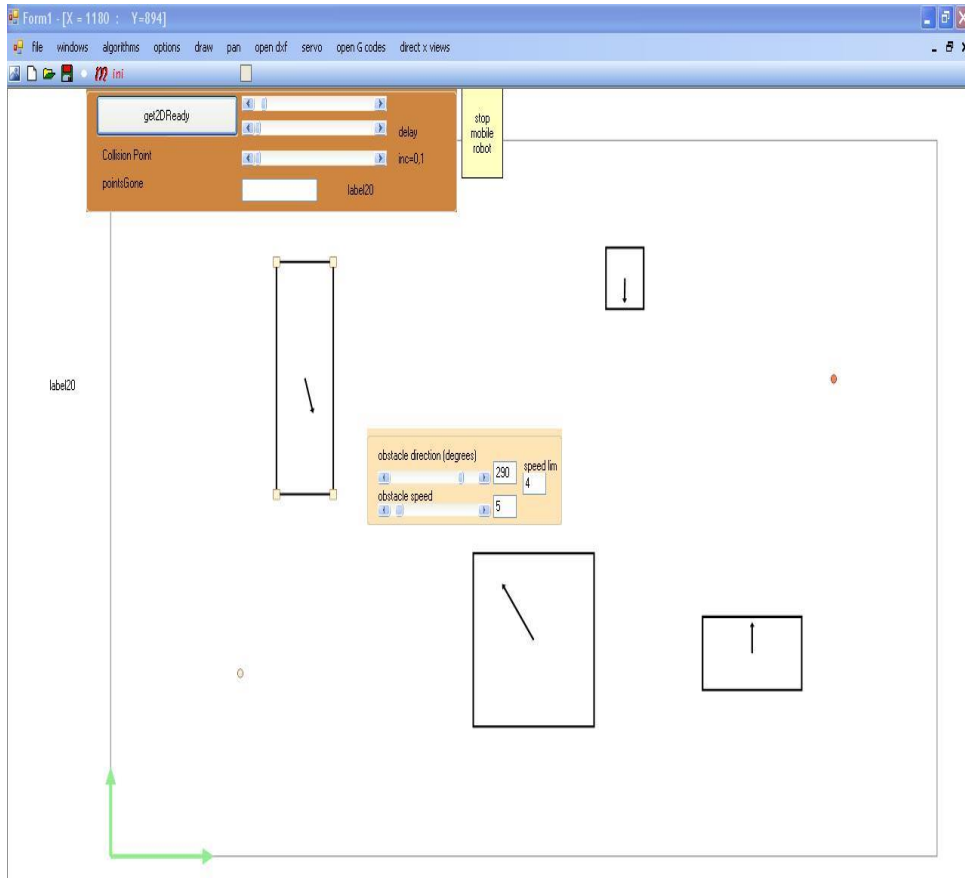 Form1 - [X = 1180 : Y=894]
file windows algorithms options draw pan open dxf servo open G codes direct x views
m ini
get2DReady
delay
stop
mobile
robot
Collision Point
inc=0,1
pointsGone
label20
label20
obstacle direction (degrees)
290
speed lim
4
obstacle speed
5